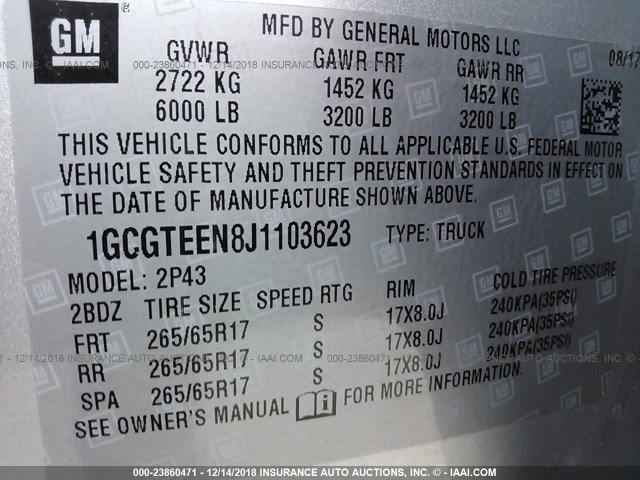 GM ®
MFD BY GENERAL MOTORS LLC
08/17
GVWR GAWR FRT GAWR RR
2722 KG 1452 KG 1452 KG
6000 LB 3200 LB 3200 LB
THIS VEHICLE CONFORMS TO ALL APPLICABLE U.S. FEDERAL MOTOR
VEHICLE SAFETY AND THEFT PREVENTION STANDARDS IN EFFECT ON
THE DATE OF MANUFACTURE SHOWN ABOVE.
1GCGTEEN8J1103623 TYPE: TRUCK
MODEL: 2P43
2BDZ TIRE SIZE SPEED RTG RIM COLD TIRE PRESSURE
FRT 265/65R17 S 17X8.0J 240KPA(35PSI)
RR 265/65R17 S 17X8.0J 240KPA(35PSI)
SPA 265/65R17 S 17X8.0J 240KPA(35PSI)
SEE OWNER'S MANUAL i FOR MORE INFORMATION.
000-23860471 - 12/14/2018 INSURANCE AUTO AUCTIONS, INC. - © IAAI.COM